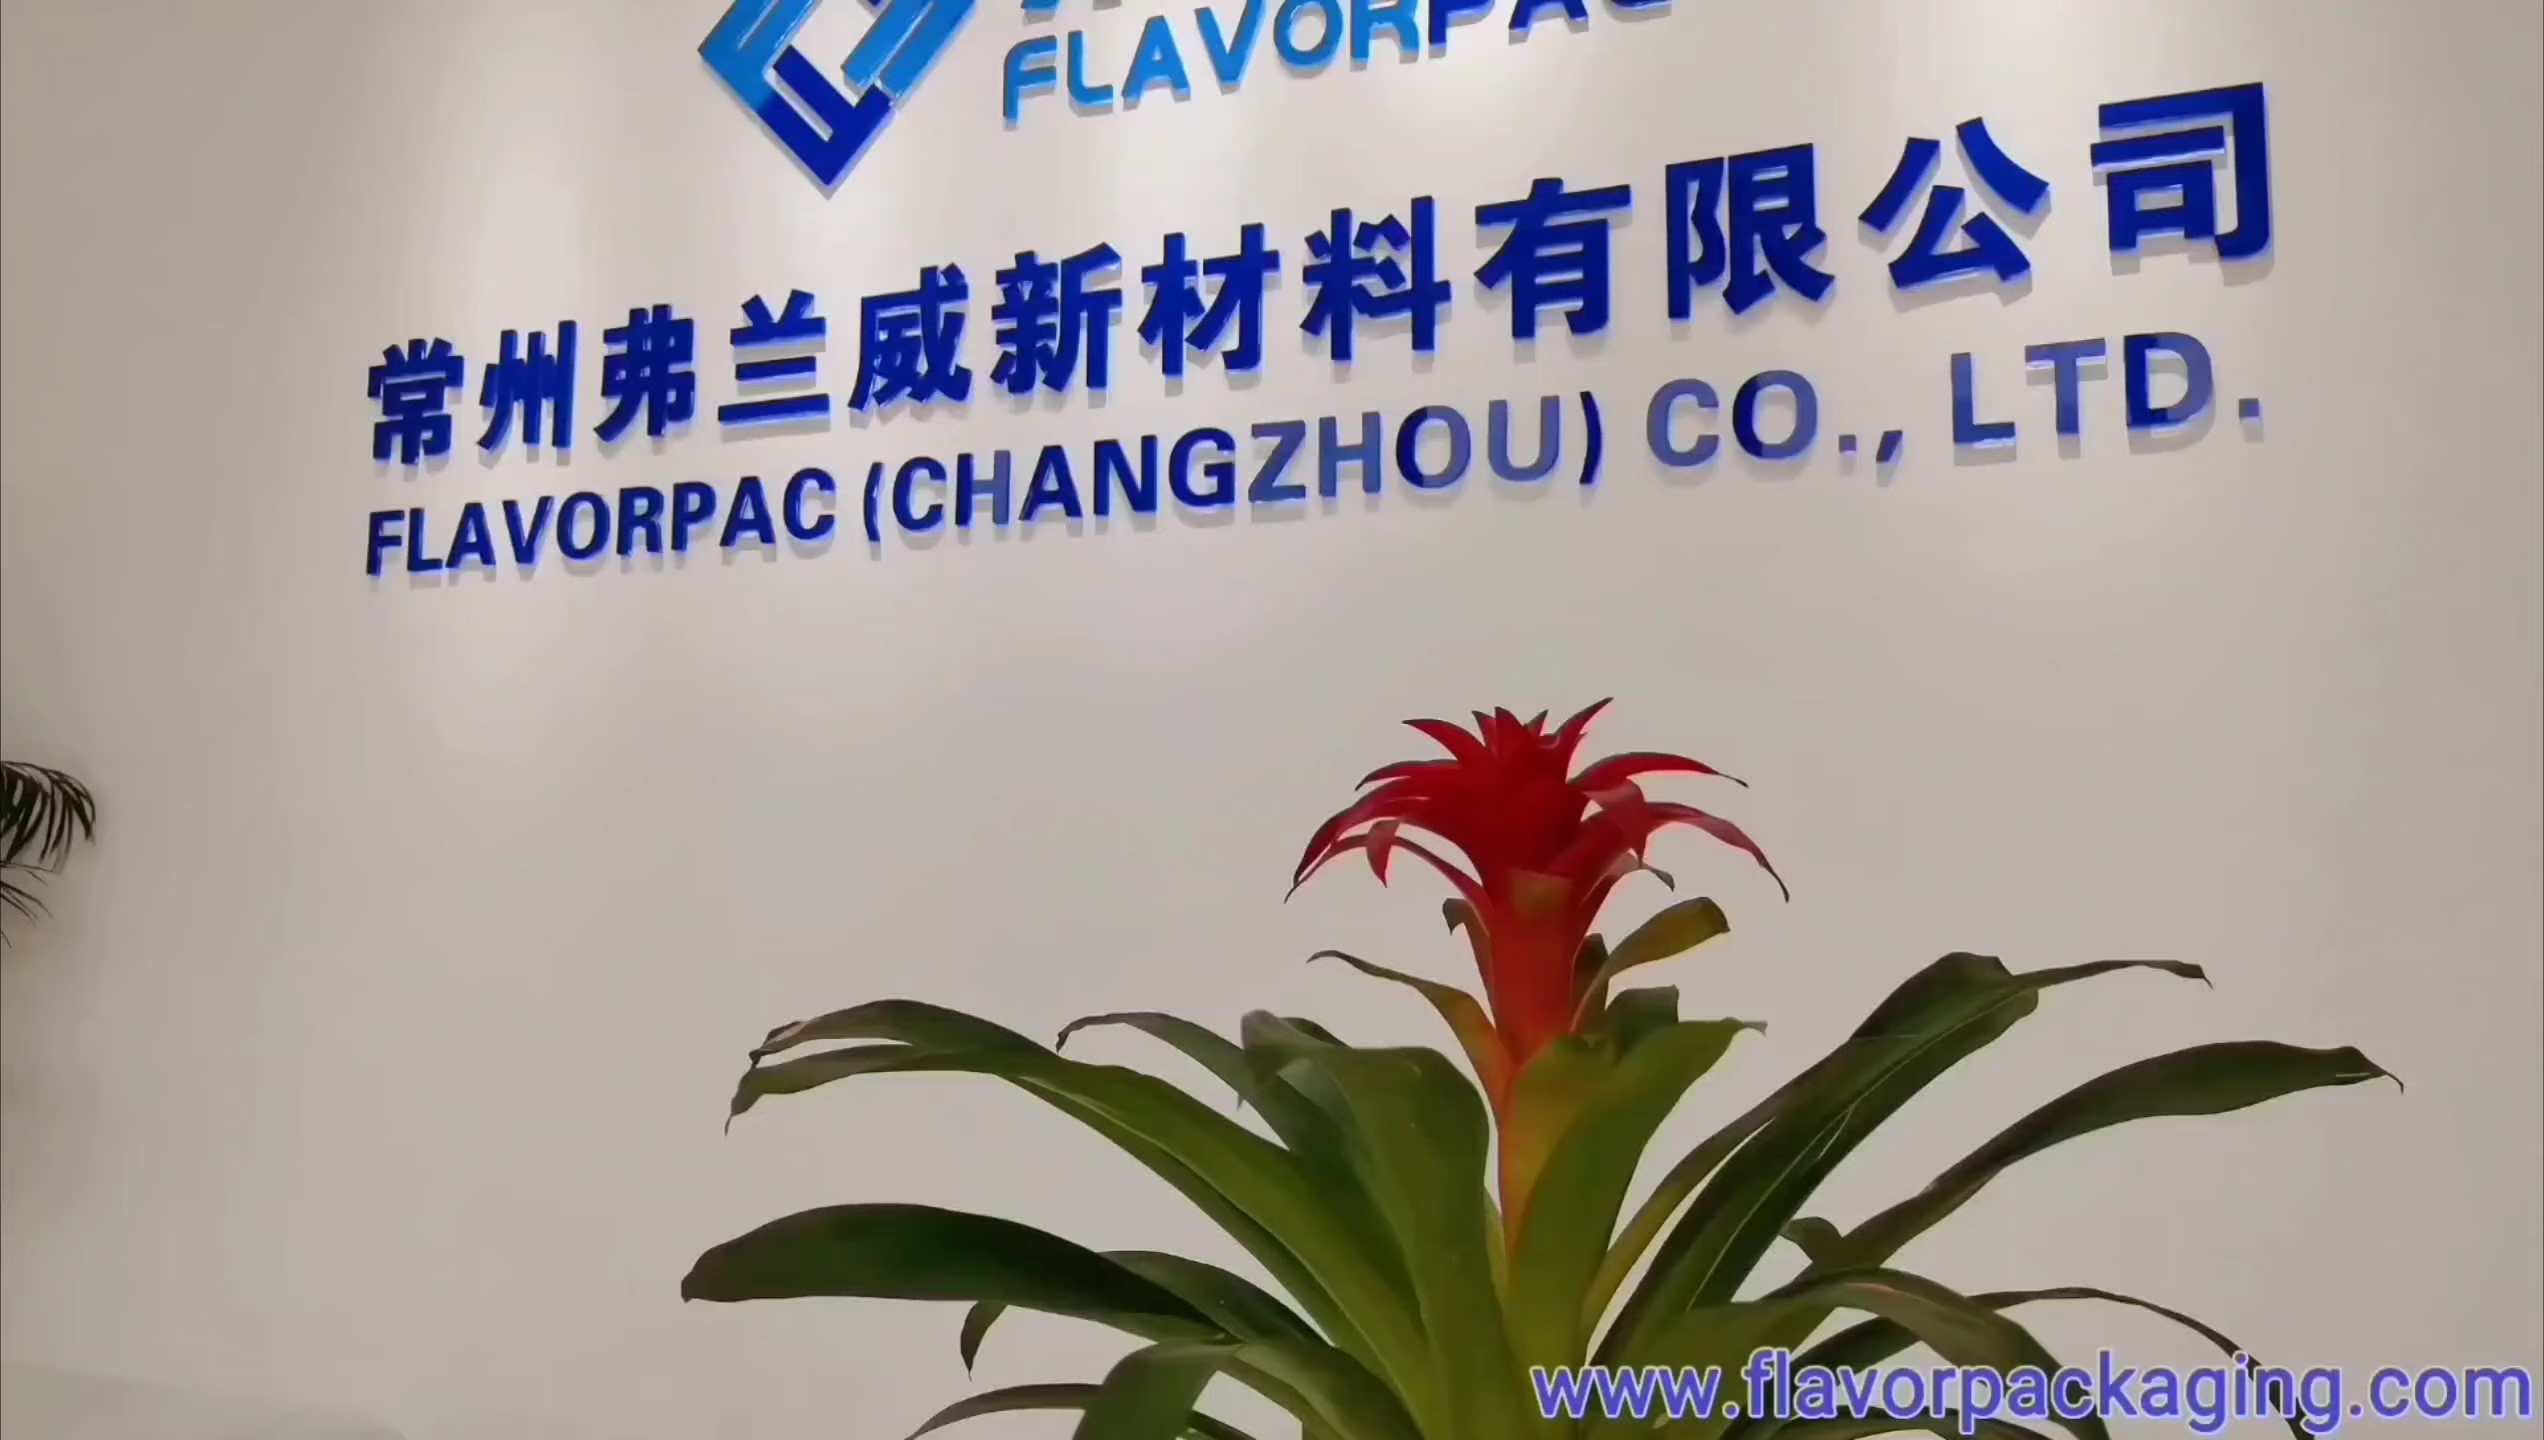 FLAVORPAC
常州弗兰威新材料有限公司
FLAVORPAC (CHANGZHOU) CO., LTD.
www.flavorpackaging.com